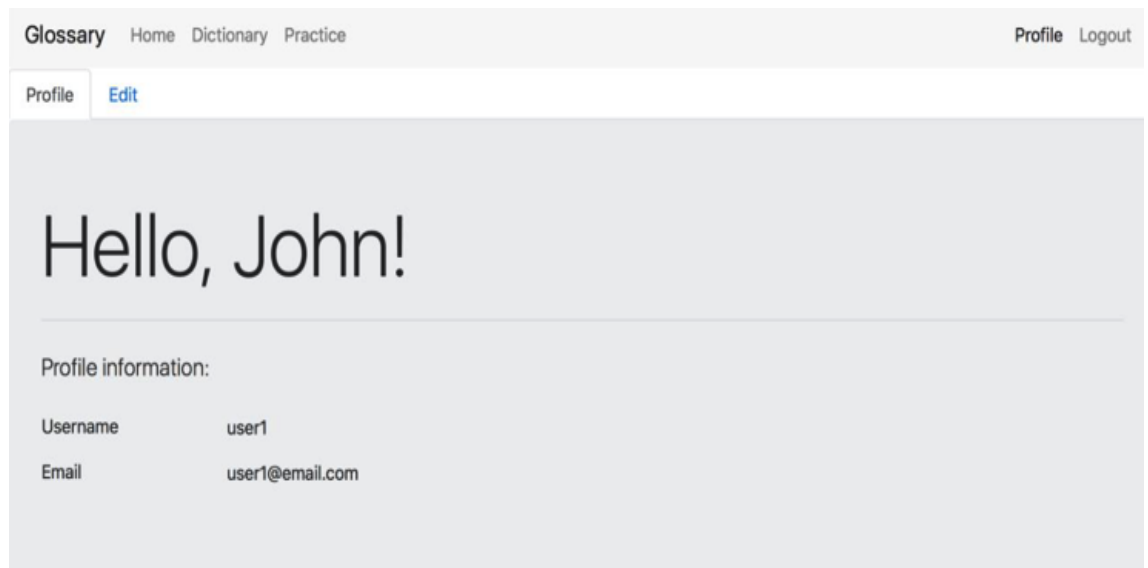 Glossary Home Dictionary Practice Profile Logout
Profile Edit
Hello, John!
Profile information:
Username user1
Email user1@email.com